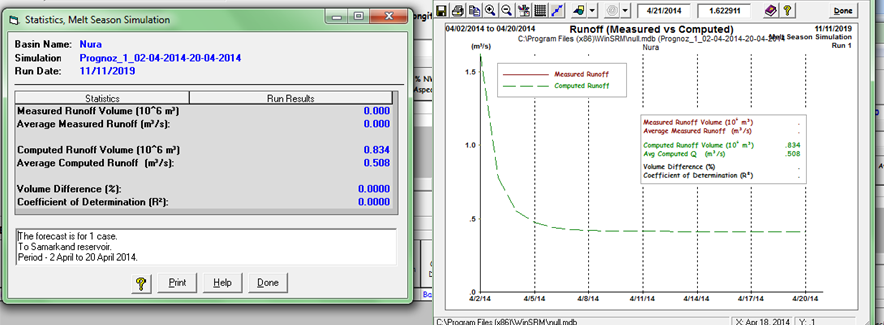 Statistics, Melt Season Simulation
Basin Name: Nura
Simulation Prognoz_1_02-04-2014-20-04-2014
Run Date: 11/11/2019
Statistics Run Results
Measured Runoff Volume (10^6 m³) 0.000
Average Measured Runoff (m³/s): 0.000
Computed Runoff Volume (10^6 m³) 0.834
Average Computed Runoff (m³/s): 0.508
Volume Difference (%): 0.0000
Coefficient of Determination (R²): 0.0000
The forecast is for 1 case.
To Samarkand reservoir.
Period - 2 April to 20 April 2014.
Print Help Done
ongit
% NW
Aspe
Ba
4/21/2014 1.622911 Done
04/02/2014 to 04/20/2014 Runoff (Measured vs Computed) 11/11/2019
C:\Program Files (x86)\WinSRM\null.mdb (Prognoz_1_02-04-2014-20-04-2014 Melt Season Simulation
(m³/s) Nura Run 1
Measured Runoff
Computed Runoff
Measured Runoff Volume (10⁶ m³) .
Average Measured Runoff (m³/s) .
Computed Runoff Volume (10⁶ m³) .834
Avg Computed Q (m³/s) .508
Volume Difference (%) .
Coefficient of Determination (R²) .
1.5
1.0
.5
.0
4/2/14 4/5/14 4/8/14 4/11/14 4/14/14 4/17/14 4/20/14
C:\Program Files (x86)\WinSRM\null.mdb X: Apr 18, 2014 Y: .1